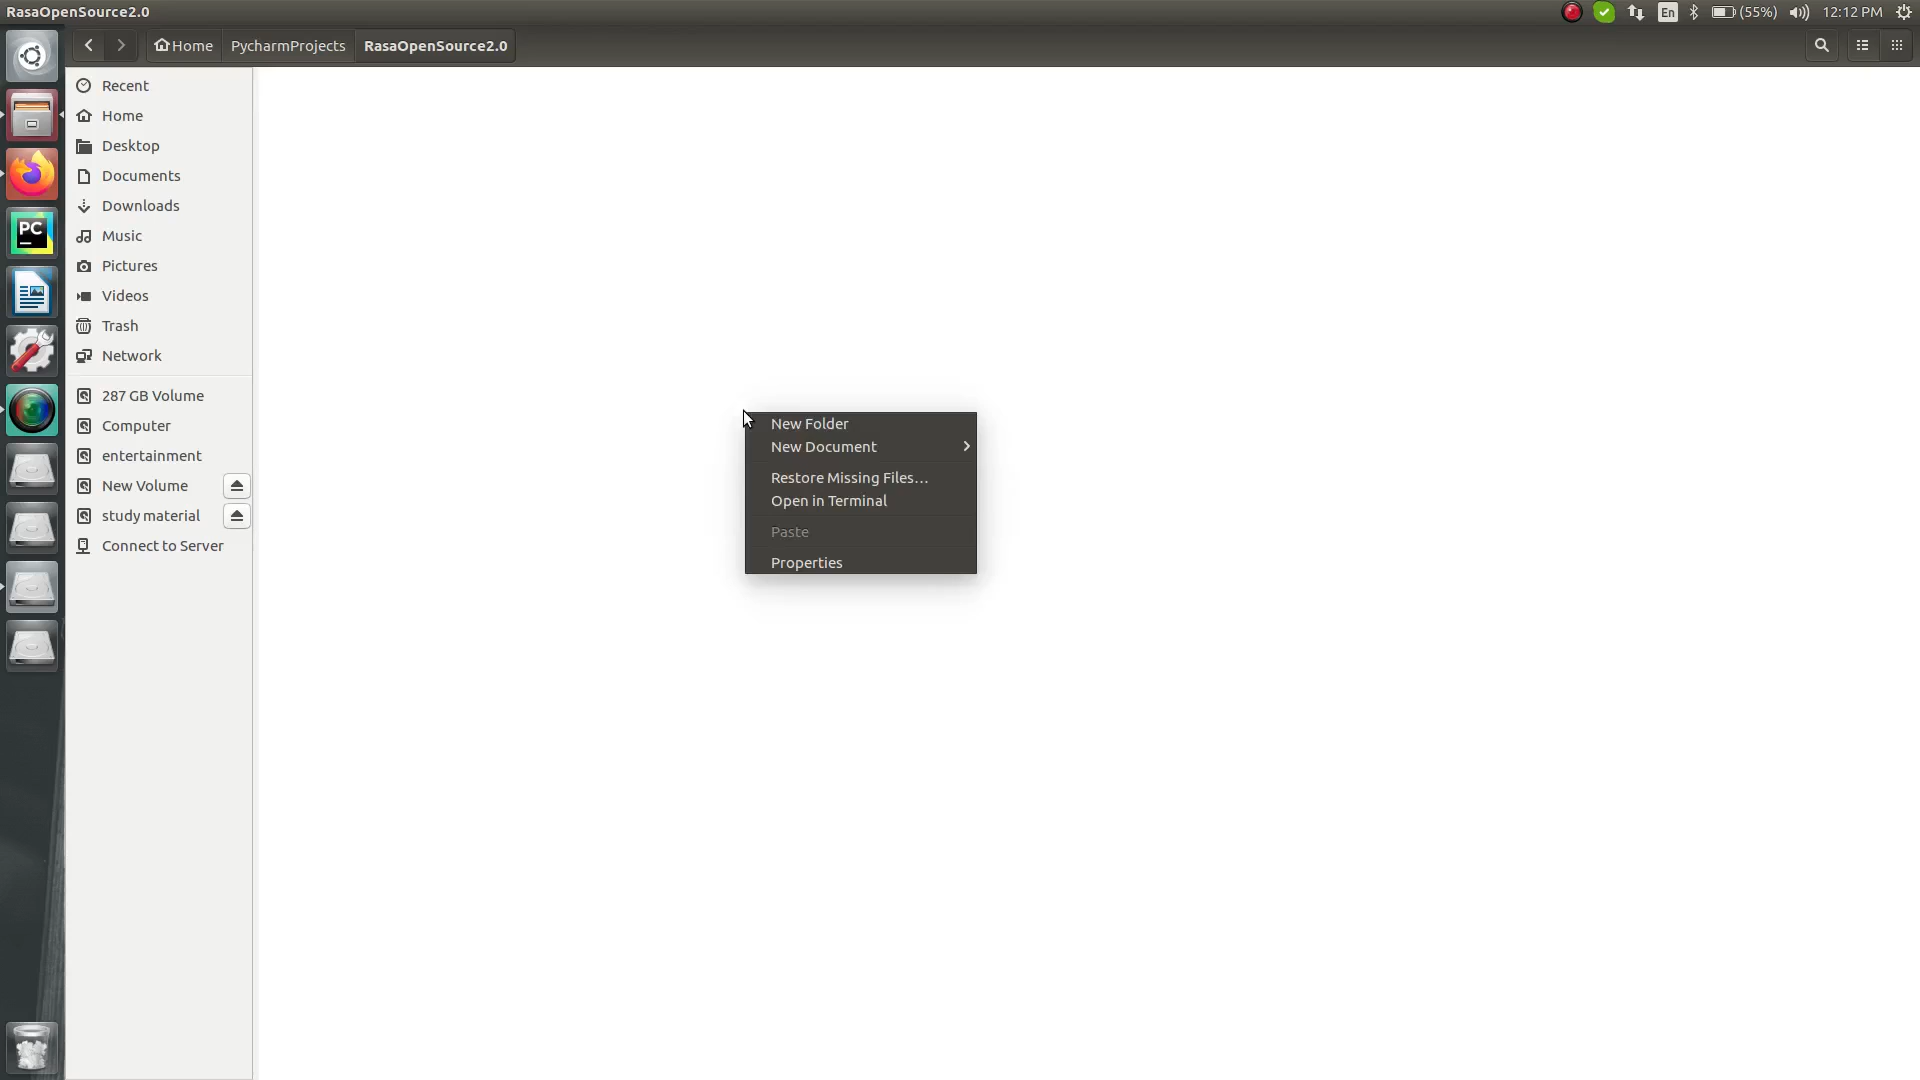 RasaOpenSource2.0
En
(55%)
12:12 PM
Home
PycharmProjects
RasaOpenSource2.0
Recent
Home
Desktop
Documents
Downloads
PC
Music
Pictures
Videos
Trash
Network
287 GB Volume
Computer
entertainment
New Volume
study material
Connect to Server
New Folder
New Document
Restore Missing Files…
Open in Terminal
Paste
Properties